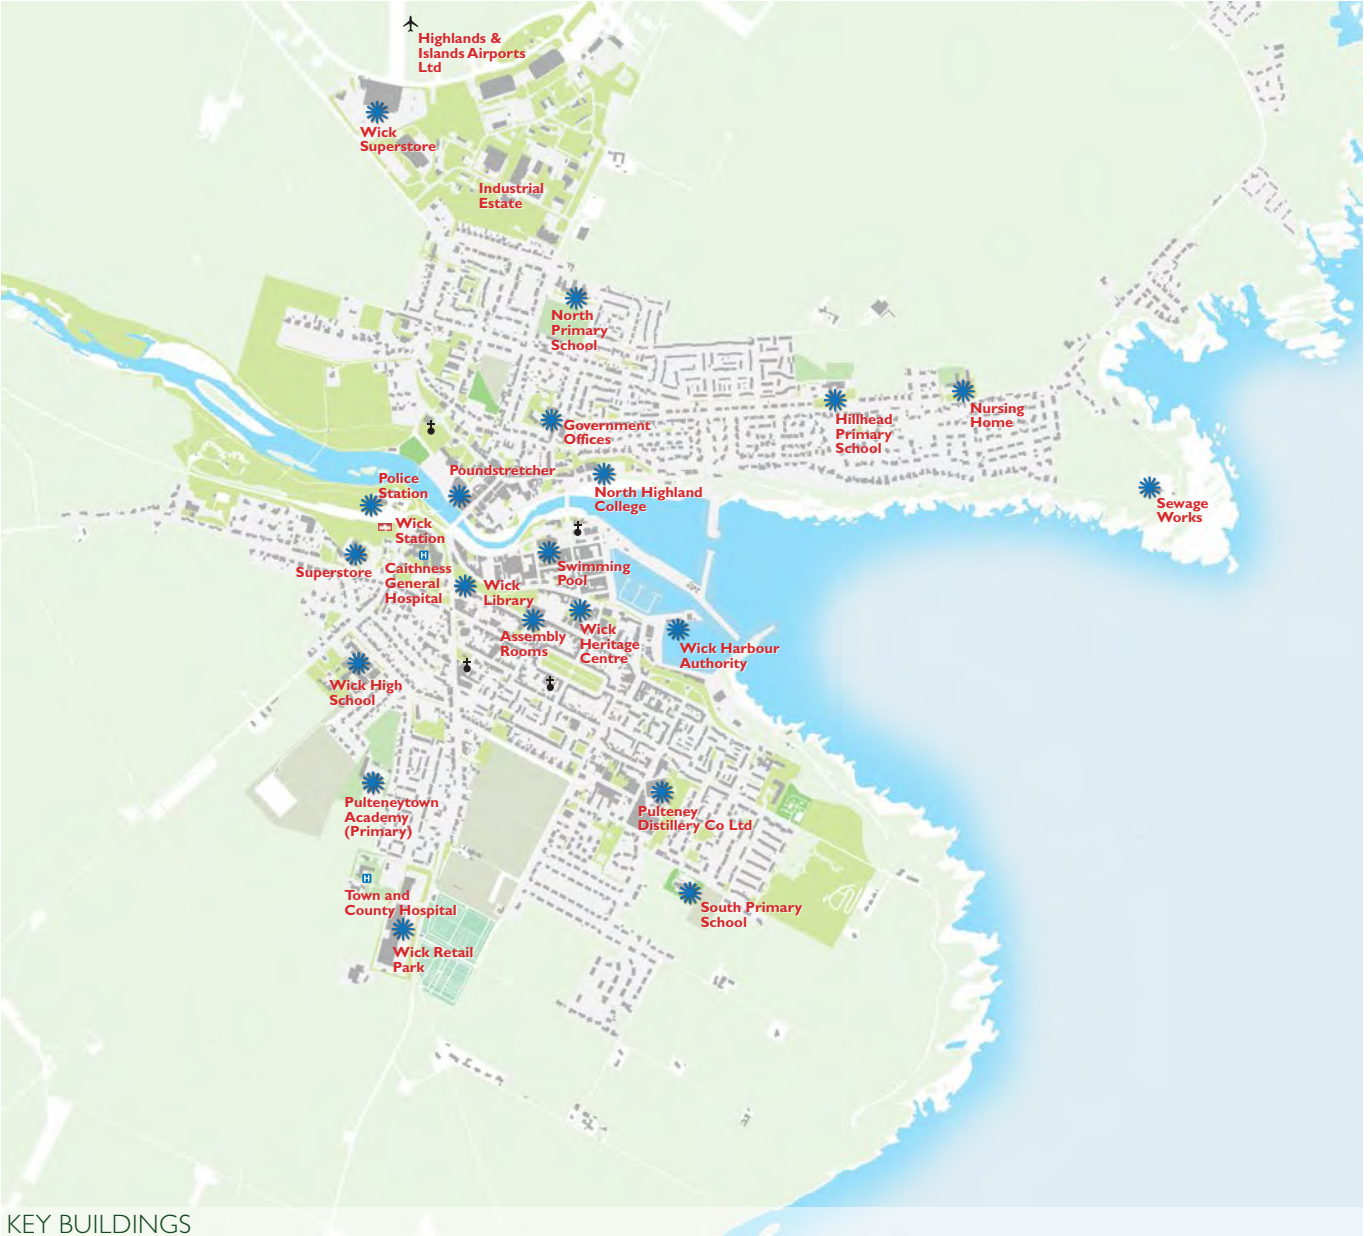 Highlands &
Islands Airports
Ltd
Wick
Superstore
Industrial
Estate
North
Primary
School
Nursing
Home
Hillhead
Primary
School
Government
Offices
Poundstretcher
Police
Station
North Highland
College
Sewage
Works
Wick
Station
H
Superstore
Caithness
General
Hospital
Swimming
Pool
Wick
Library
Assembly
Rooms
Wick
Heritage
Centre
Wick Harbour
Authority
Wick High
School
Pulteneytown
Academy
(Primary)
Pulteney
Distillery Co Ltd
H
Town and
County Hospital
South Primary
School
Wick Retail
Park
KEY BUILDINGS